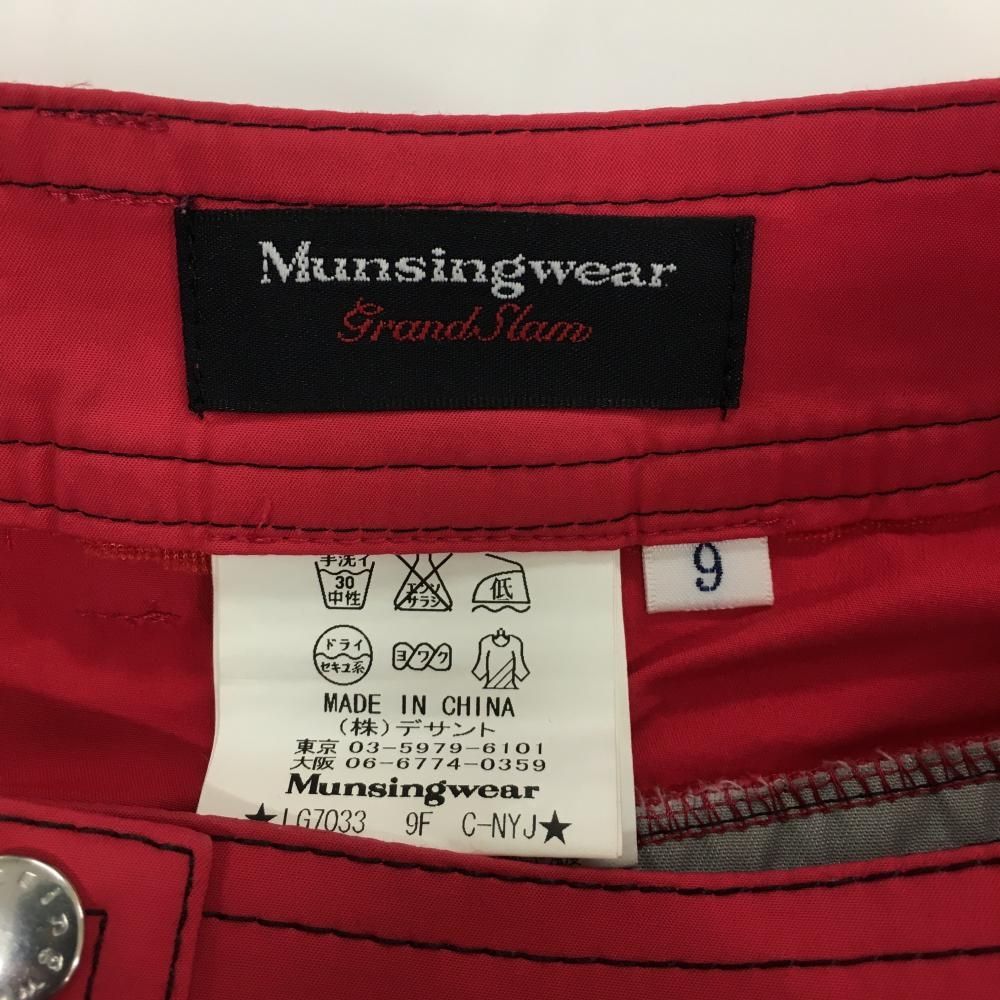 Munsingwear
Grand Slam
9
手洗イ
30
中性
エンソ
サラシ
低
ドライ
セキユ系
ヨワク
MADE IN CHINA
(株)デサント
東京 03-5979-6101
大阪 06-6774-0359
Munsingwear
★LG7033 9F C-NYJ★